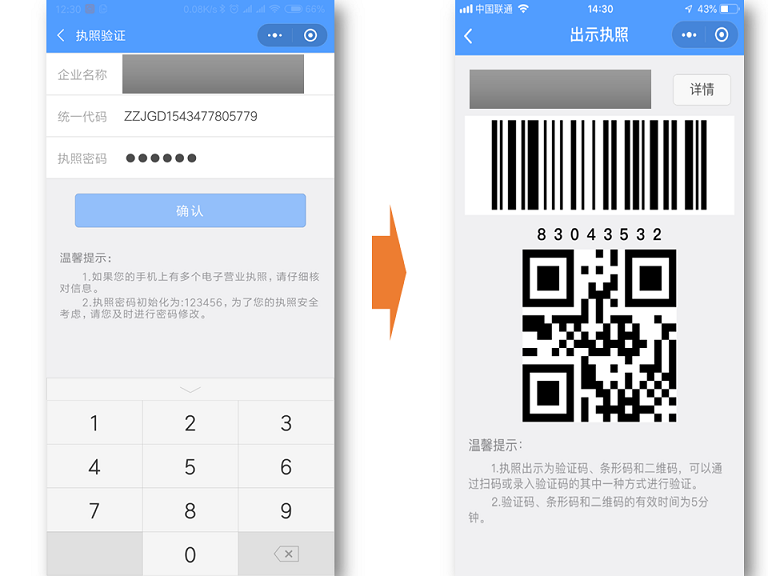 12:30 0.08K/s 86%
执照验证
企业名称
统一代码 ZZJGD1543477805779
执照密码 ●●●●●●
确认
温馨提示:
1.如果您的手机上有多个电子营业执照,请仔细核
对信息。
2.执照密码初始化为:123456,为了您的执照安全
考虑,请您及时进行密码修改。
1 2 3
4 5 6
7 8 9
0
中国联通 14:30 43%
出示执照
详情
83043532
温馨提示:
1.执照出示为验证码、条形码和二维码，可以通
过扫码或录入验证码的其中一种方式进行验证。
2.验证码、条形码和二维码的有效时间为5分
钟。